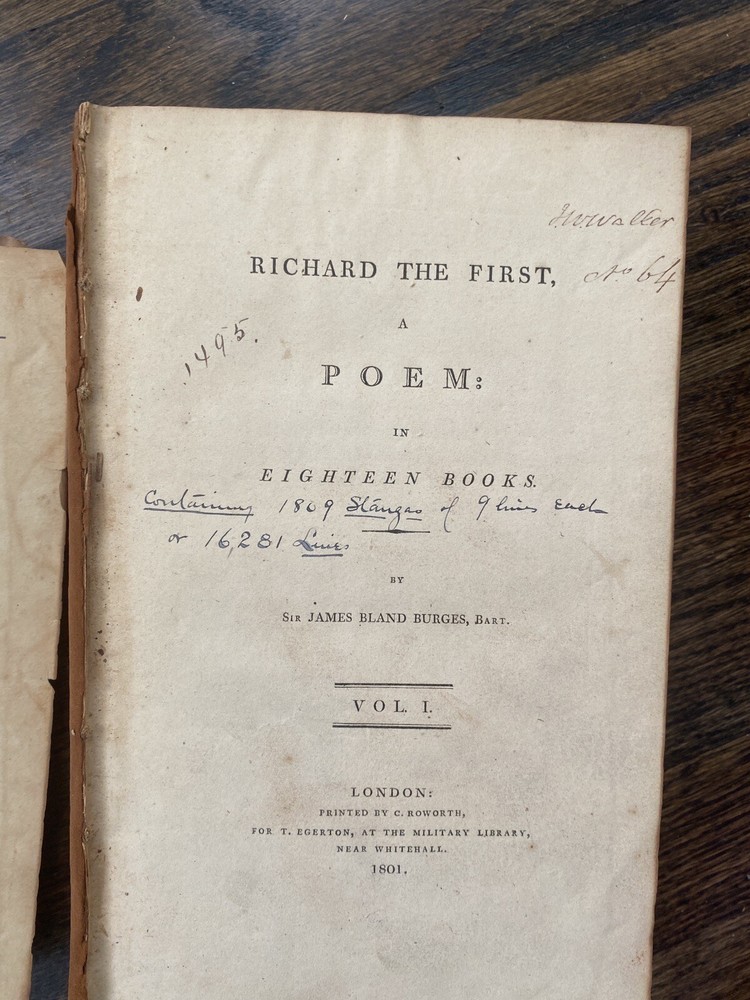 J.W. Walker
RICHARD THE FIRST,
No 64
A
1495.
POEM:
IN
EIGHTEEN BOOKS.
Containing 1809 Stanzas of 9 lines each
or 16,281 Lines
BY
SIR JAMES BLAND BURGES, BART.
VOL. I.
LONDON:
PRINTED BY C. ROWORTH,
FOR T. EGERTON, AT THE MILITARY LIBRARY,
NEAR WHITEHALL.
1801.